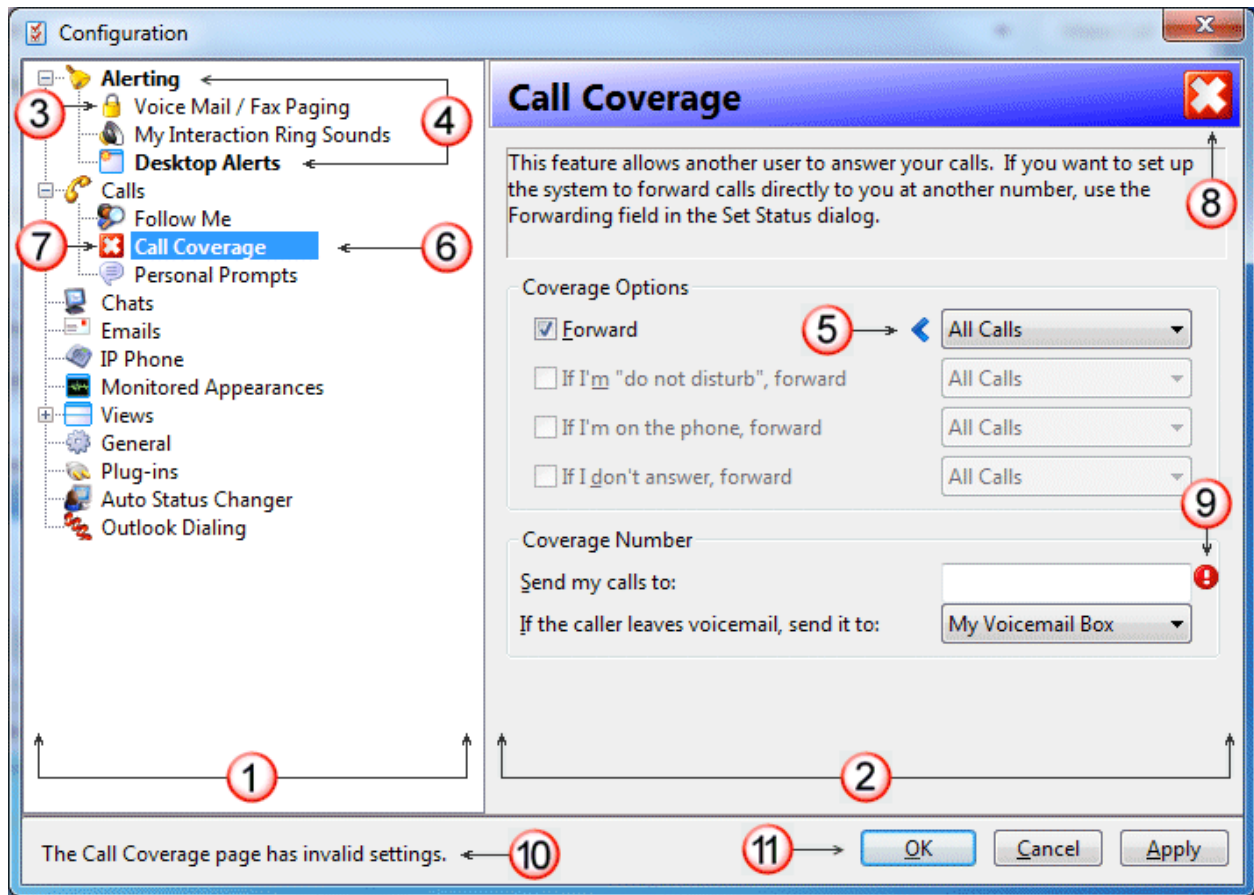 Configuration
Alerting
3
Voice Mail / Fax Paging
4
My Interaction Ring Sounds
Desktop Alerts
Calls
Follow Me
7
Call Coverage
6
Personal Prompts
Chats
Emails
IP Phone
Monitored Appearances
Views
General
Plug-ins
Auto Status Changer
Outlook Dialing
1
Call Coverage
8
This feature allows another user to answer your calls. If you want to set up
the system to forward calls directly to you at another number, use the
Forwarding field in the Set Status dialog.
Coverage Options
Forward
5
All Calls
If I'm "do not disturb", forward
All Calls
If I'm on the phone, forward
All Calls
If I don't answer, forward
All Calls
9
Coverage Number
Send my calls to:
If the caller leaves voicemail, send it to:
My Voicemail Box
2
The Call Coverage page has invalid settings.
10
11
OK
Cancel
Apply